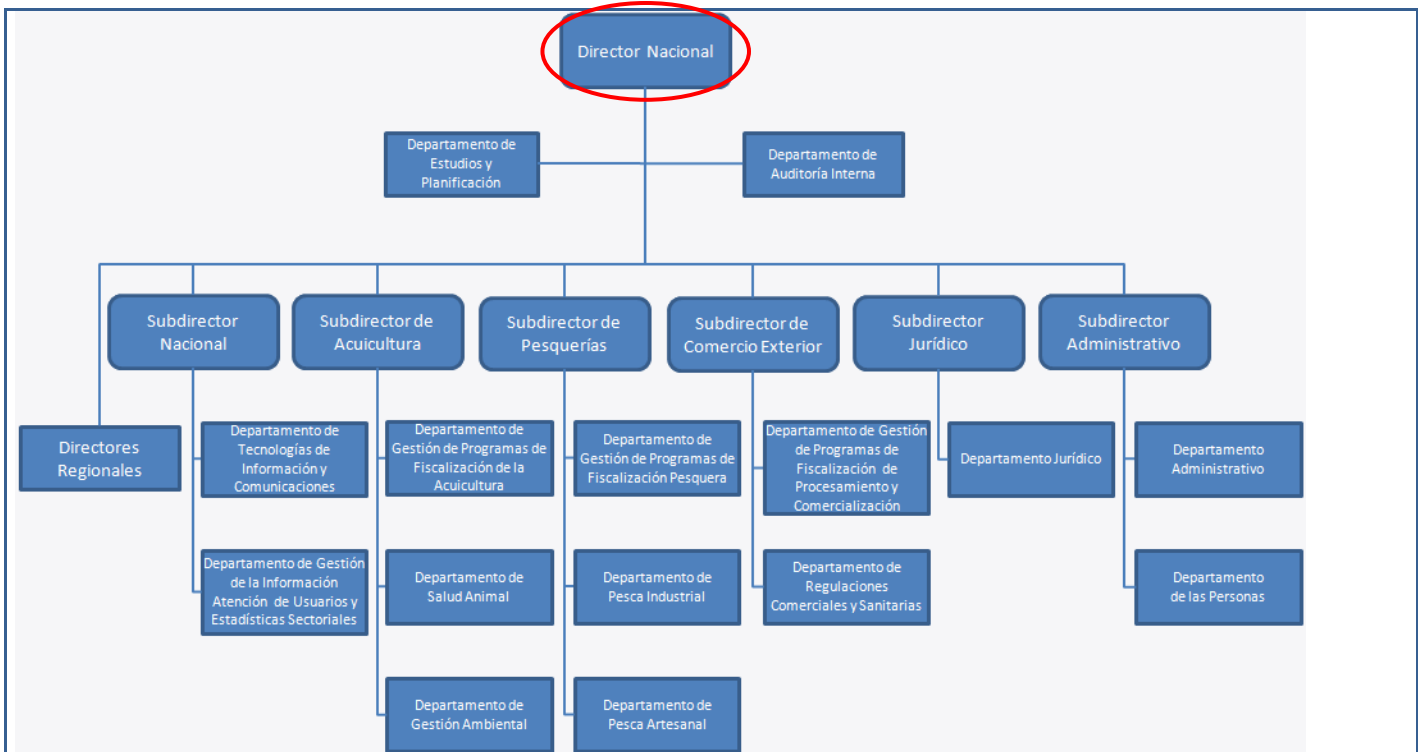 Director Nacional
Departamento de
Estudios y
Planificación
Departamento de
Auditoría Interna
Subdirector
Nacional
Subdirector de
Acuicultura
Subdirector de
Pesquerías
Subdirector de
Comercio Exterior
Subdirector
Jurídico
Subdirector
Administrativo
Directores
Regionales
Departamento de
Tecnologías de
Información y
Comunicaciones
Departamento de
Gestión de Programas de
Fiscalización de la
Acuicultura
Departamento de
Gestión de Programas de
Fiscalización Pesquera
Departamento de Gestión
de Programas de
Fiscalización de
Procesamiento y
Comercialización
Departamento Jurídico
Departamento
Administrativo
Departamento de Gestión
de la Información
Atención de Usuarios y
Estadísticas Sectoriales
Departamento de
Salud Animal
Departamento de
Pesca Industrial
Departamento de
Regulaciones
Comerciales y Sanitarias
Departamento
de las Personas
Departamento de
Gestión Ambiental
Departamento de
Pesca Artesanal